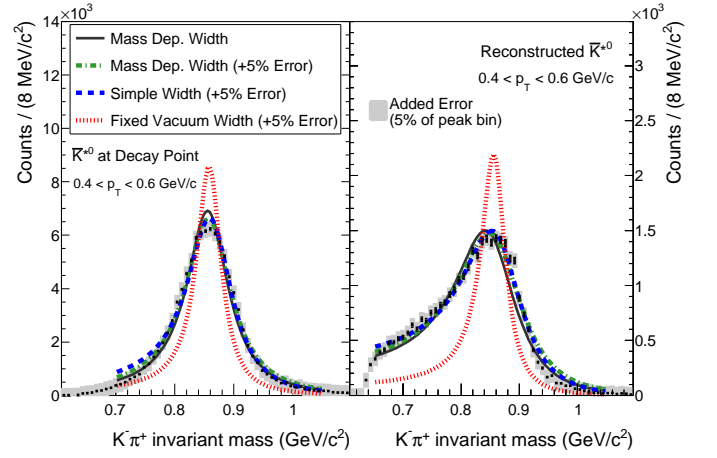 ×10³
14
12
10
8
6
4
2
0
Counts / (8 MeV/c²)
Mass Dep. Width
Mass Dep. Width (+5% Error)
Simple Width (+5% Error)
Fixed Vacuum Width (+5% Error)
K̅*⁰ at Decay Point
0.4 < p_T < 0.6 GeV/c
0.7 0.8 0.9 1
K⁻π⁺ invariant mass (GeV/c²)
×10³
Reconstructed K̅*⁰
0.4 < p_T < 0.6 GeV/c
Added Error
(5% of peak bin)
3
2.5
2
1.5
1
0.5
0
Counts / (8 MeV/c²)
0.7 0.8 0.9 1
K⁻π⁺ invariant mass (GeV/c²)